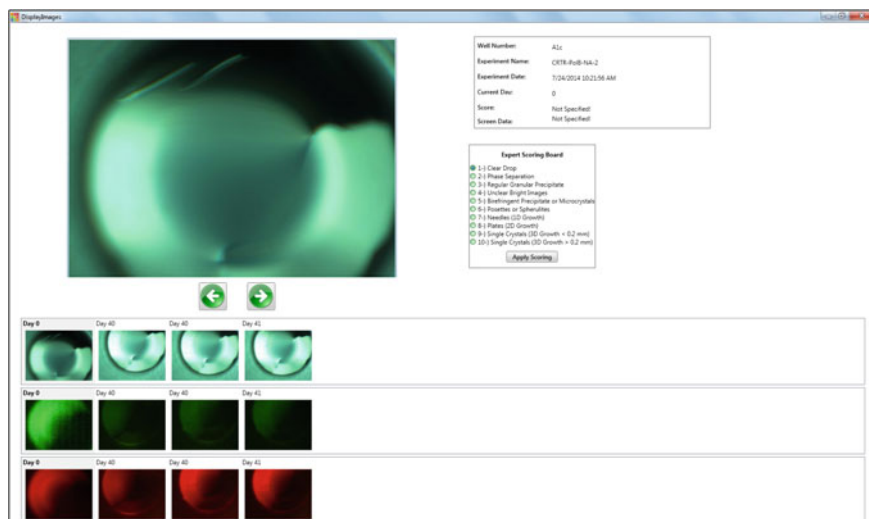 DisplayImages
Well Number: A1c
Experiment Name: CRTR-PolB-NA-2
Experiment Date: 7/24/2014 10:21:56 AM
Current Day: 0
Score: Not Specified!
Screen Data: Not Specified!
Expert Scoring Board
1-) Clear Drop
2-) Phase Separation
3-) Regular Granular Precipitate
4-) Unclear Bright Images
5-) Birefringent Precipitate or Microcrystals
6-) Posettes or Spherulites
7-) Needles (1D Growth)
8-) Plates (2D Growth)
9-) Single Crystals (3D Growth < 0.2 mm)
10-) Single Crystals (3D Growth > 0.2 mm)
Apply Scoring
Day 0 Day 40 Day 40 Day 41
Day 0 Day 40 Day 40 Day 41
Day 0 Day 40 Day 40 Day 41